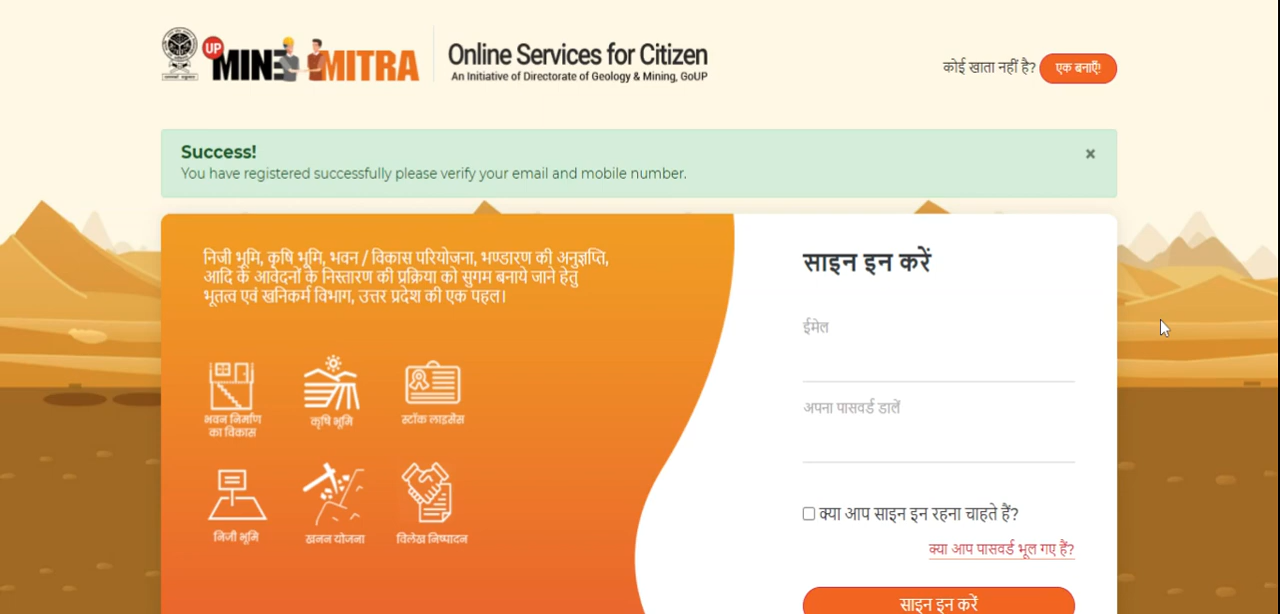 UP MINE MITRA
Online Services for Citizen
An Initiative of Directorate of Geology & Mining, GoUP
कोई खाता नहीं है? एक बनाएँ!
Success!
×
You have registered successfully please verify your email and mobile number.
निजी भूमि, कृषि भूमि, भवन / विकास परियोजना, भण्डारण की अनुज्ञप्ति,
आदि के आवेदनों के निस्तारण की प्रक्रिया को सुगम बनाये जाने हेतु
भूतत्व एवं खनिकर्म विभाग, उत्तर प्रदेश की एक पहल।
भवन निर्माण
का विकास
कृषि भूमि
स्टॉक लाइसेंस
निजी भूमि
खनन योजना
विलेख निष्पादन
साइन इन करें
ईमेल
अपना पासवर्ड डालें
क्या आप साइन इन रहना चाहते हैं?
क्या आप पासवर्ड भूल गए हैं?
साइन इन करें